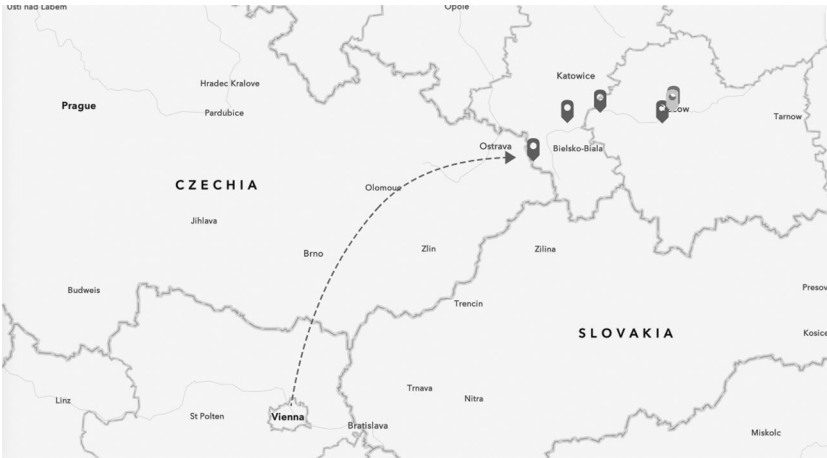 Usti nad Labem
Opole
Katowice
Hradec Kralove
Prague
Pardubice
Tarnow
Ostrava
Bielsko-Biala
CZECHIA
Olomouc
Jihlava
Brno
Zlin
Zilina
Budweis
Presov
Trencin
SLOVAKIA
Kosice
Trnava
Linz
Nitra
St Polten
Vienna
Bratislava
Miskolc